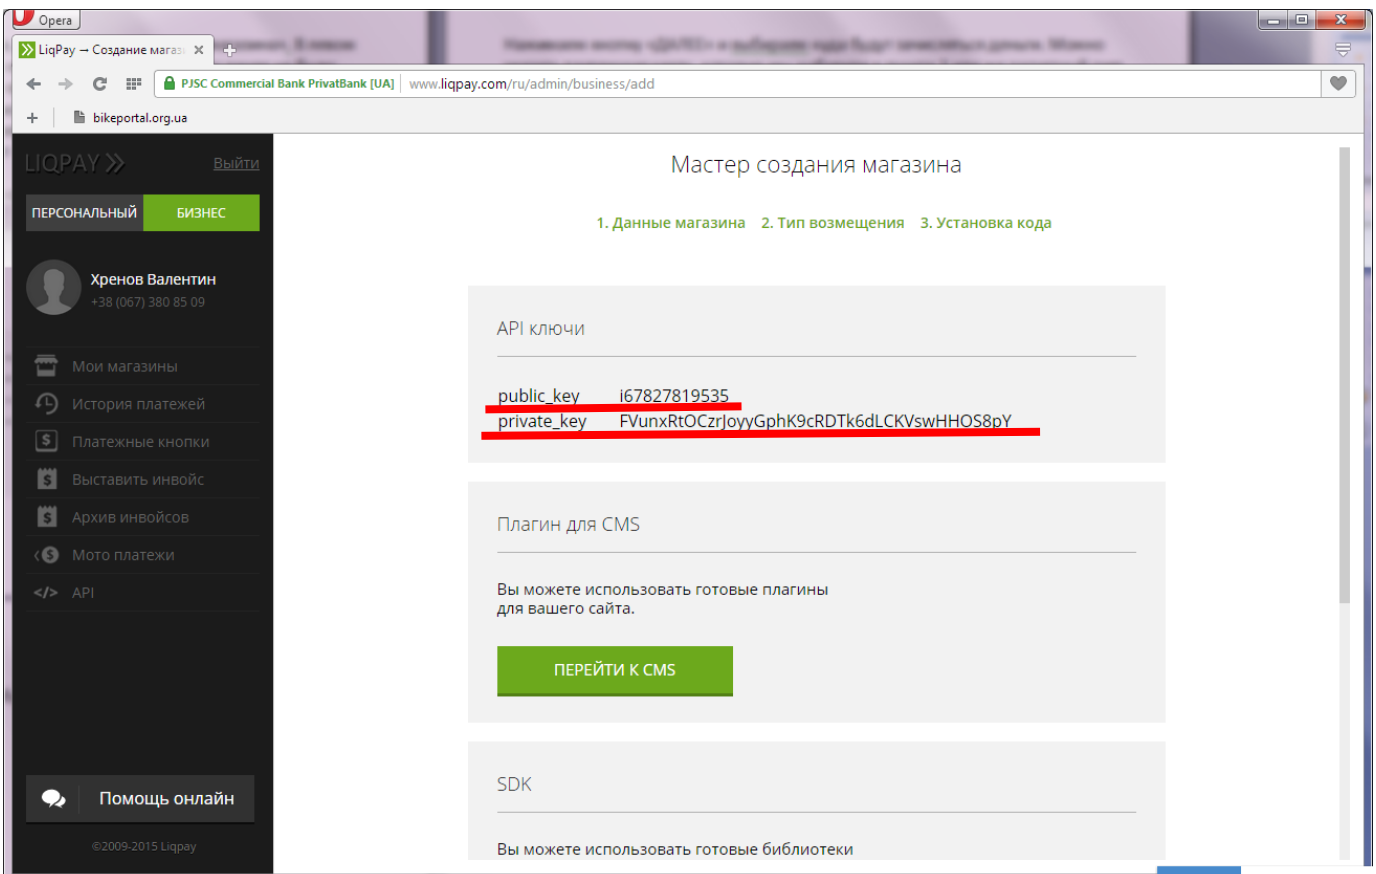 Opera
LiqPay → Создание магаз
PJSC Commercial Bank PrivatBank [UA] www.liqpay.com/ru/admin/business/add
bikeportal.org.ua
LIQPAY Выйти
ПЕРСОНАЛЬНЫЙ БИЗНЕС
Хренов Валентин
+38 (067) 380 85 09
Мои магазины
История платежей
Платежные кнопки
Выставить инвойс
Архив инвойсов
Мото платежи
</> API
Помощь онлайн
©2009-2015 Liqpay
Мастер создания магазина
1. Данные магазина 2. Тип возмещения 3. Установка кода
API ключи
public_key i67827819535
private_key FVunxRtOCzrJoyyGphK9cRDTk6dLCKVswHHOS8pY
Плагин для CMS
Вы можете использовать готовые плагины
для вашего сайта.
ПЕРЕЙТИ К CMS
SDK
Вы можете использовать готовые библиотеки